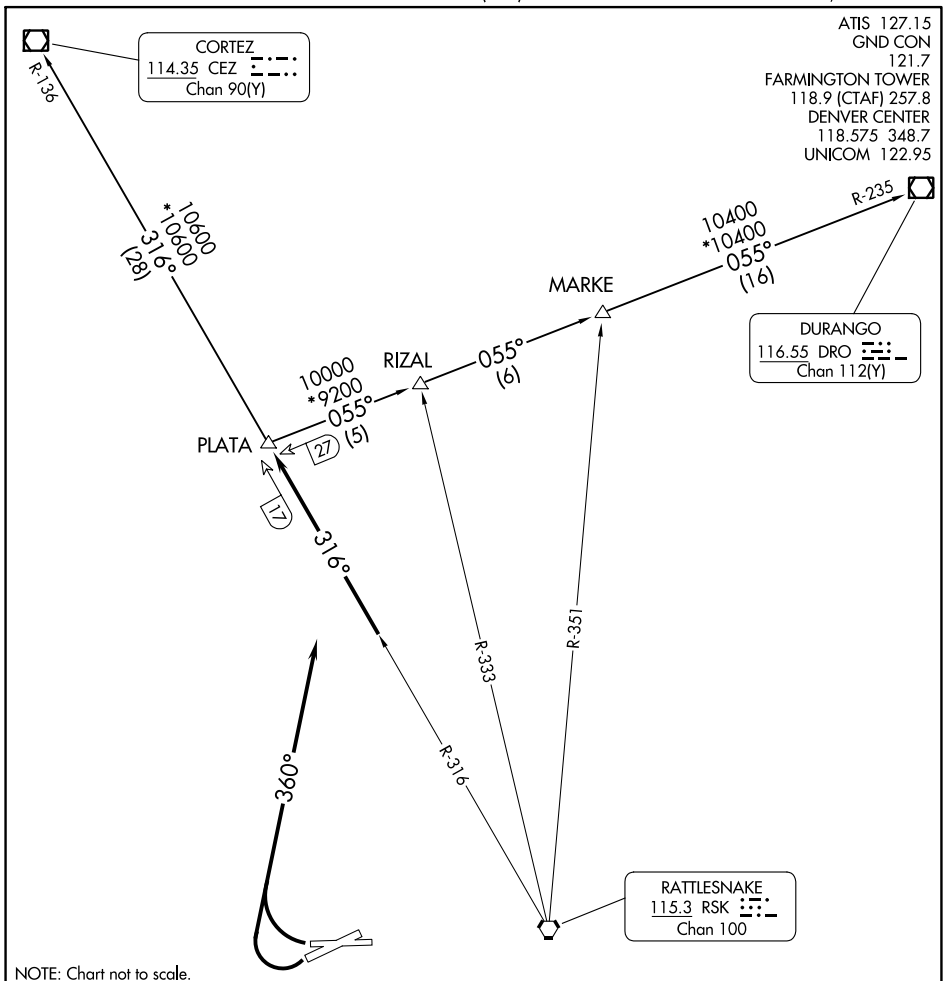 ATIS 127.15
GND CON
121.7
FARMINGTON TOWER
118.9 (CTAF) 257.8
DENVER CENTER
118.575 348.7
UNICOM 122.95
CORTEZ
114.35 CEZ
Chan 90(Y)
R-136
R-235
10600
*10600
316°
(28)
10400
*10400
055°
(16)
MARKE
DURANGO
116.55 DRO
Chan 112(Y)
RIZAL
055°
(6)
10000
*9200
055°
(5)
PLATA
27
17
316°
R-333
R-351
R-316
360°
RATTLESNAKE
115.3 RSK
Chan 100
NOTE: Chart not to scale.